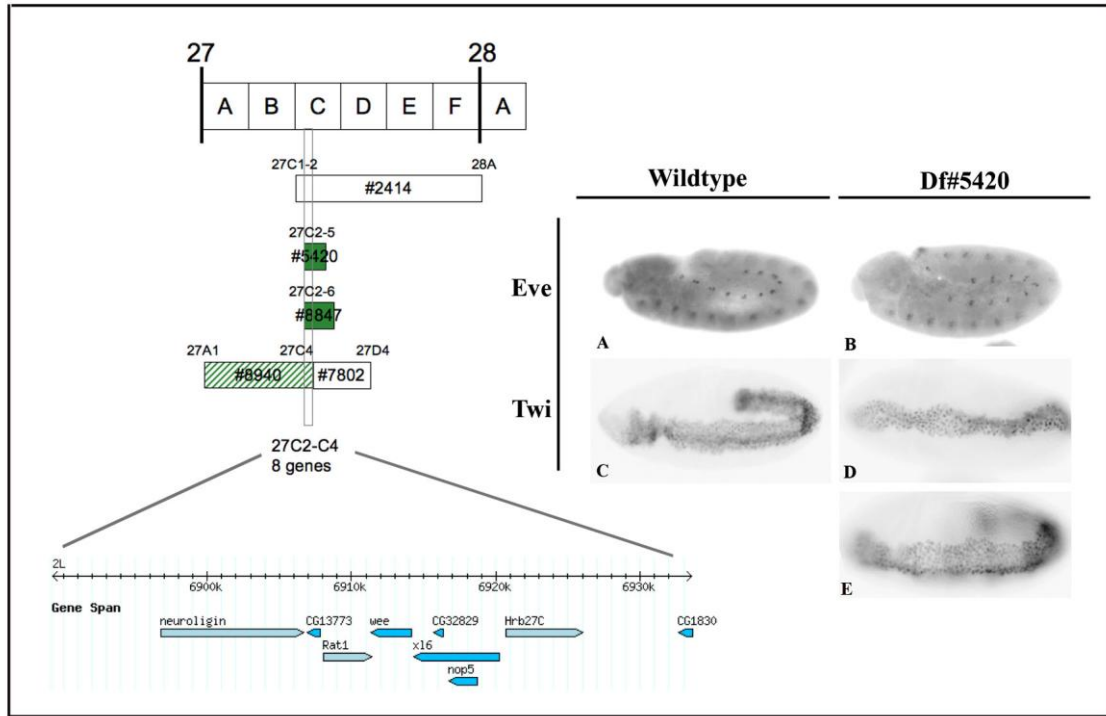 27 28
A B C D E F A
27C1-2 28A
#2414
27C2-5
#5420
27C2-6
#8847
27A1 27C4 27D4
#8940 #7802
27C2-C4
8 genes
Wildtype Df#5420
Eve
A B
Twi
C D
E
2L
6900k 6910k 6920k 6930k
Gene Span
neuroligin CG13773 wee CG32829 Hrb27C CG1830
Rat1 xl6
nop5